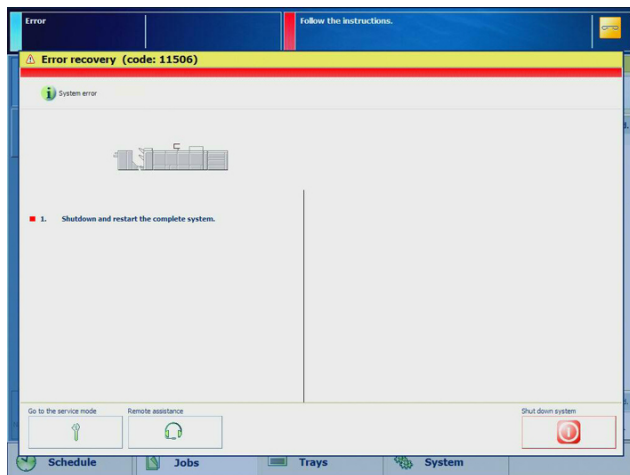 Error
Follow the instructions.
Error recovery (code: 11506)
System error
1. Shutdown and restart the complete system.
Go to the service mode
Remote assistance
Shut down system
Schedule
Jobs
Trays
System